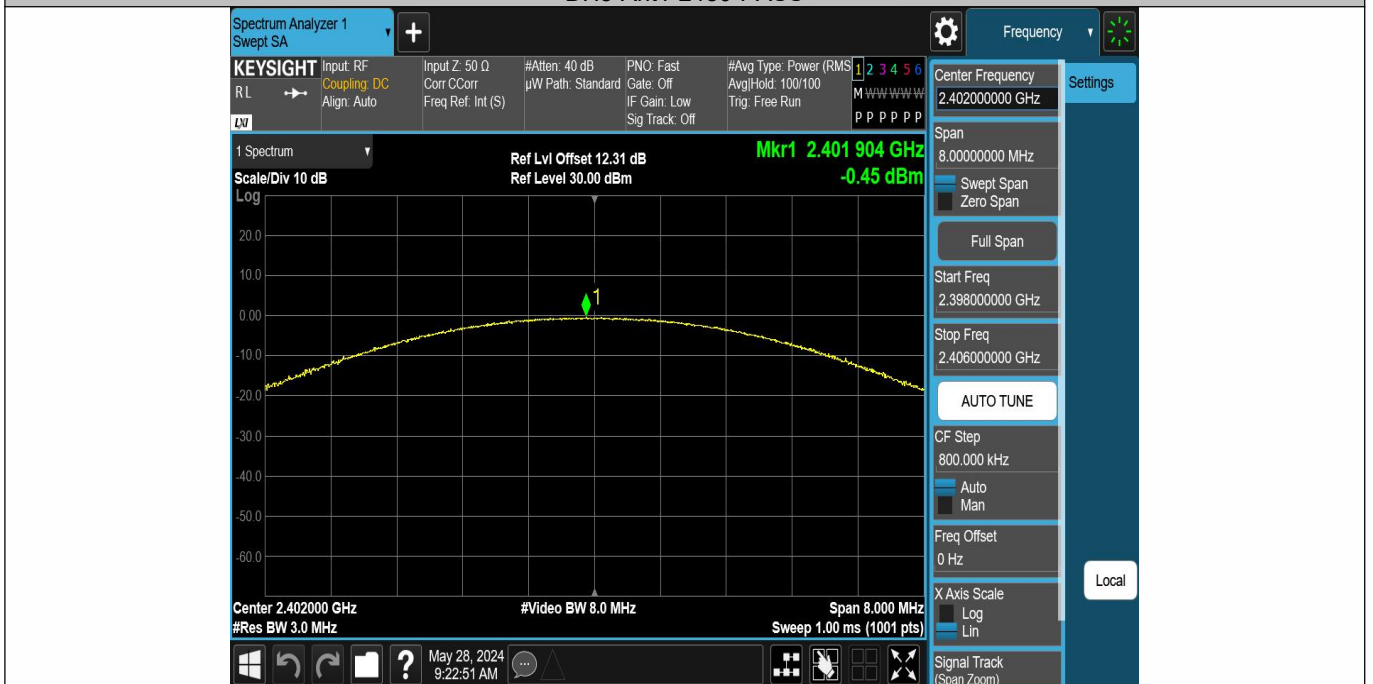 Spectrum Analyzer 1
Swept SA
+
Frequency
KEYSIGHT
RL
LXI
Input: RF
Coupling: DC
Align: Auto
Input Z: 50 Ω
Corr CCorr
Freq Ref: Int (S)
#Atten: 40 dB
µW Path: Standard
PNO: Fast
Gate: Off
IF Gain: Low
Sig Track: Off
#Avg Type: Power (RMS
Avg|Hold: 100/100
Trig: Free Run
1 2 3 4 5 6
M W W W W W
P P P P P P
1 Spectrum
Scale/Div 10 dB
Log
Ref Lvl Offset 12.31 dB
Ref Level 30.00 dBm
Mkr1 2.401 904 GHz
-0.45 dBm
20.0
10.0
0.00
-10.0
-20.0
-30.0
-40.0
-50.0
-60.0
1
Center 2.402000 GHz
#Res BW 3.0 MHz
#Video BW 8.0 MHz
Span 8.000 MHz
Sweep 1.00 ms (1001 pts)
?
May 28, 2024
9:22:51 AM
Center Frequency
2.402000000 GHz
Settings
Span
8.00000000 MHz
Swept Span
Zero Span
Full Span
Start Freq
2.398000000 GHz
Stop Freq
2.406000000 GHz
AUTO TUNE
CF Step
800.000 kHz
Auto
Man
Freq Offset
0 Hz
X Axis Scale
Log
Lin
Local
Signal Track
(Span Zoom)